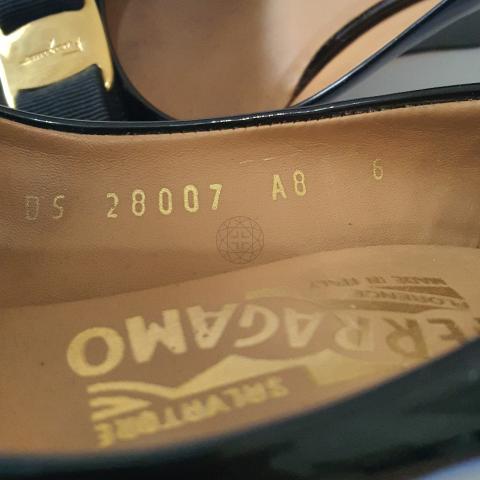 DS 28007 A8 6
MADE IN ITALY
FLORENCE
FERRAGAMO
SALVATORE